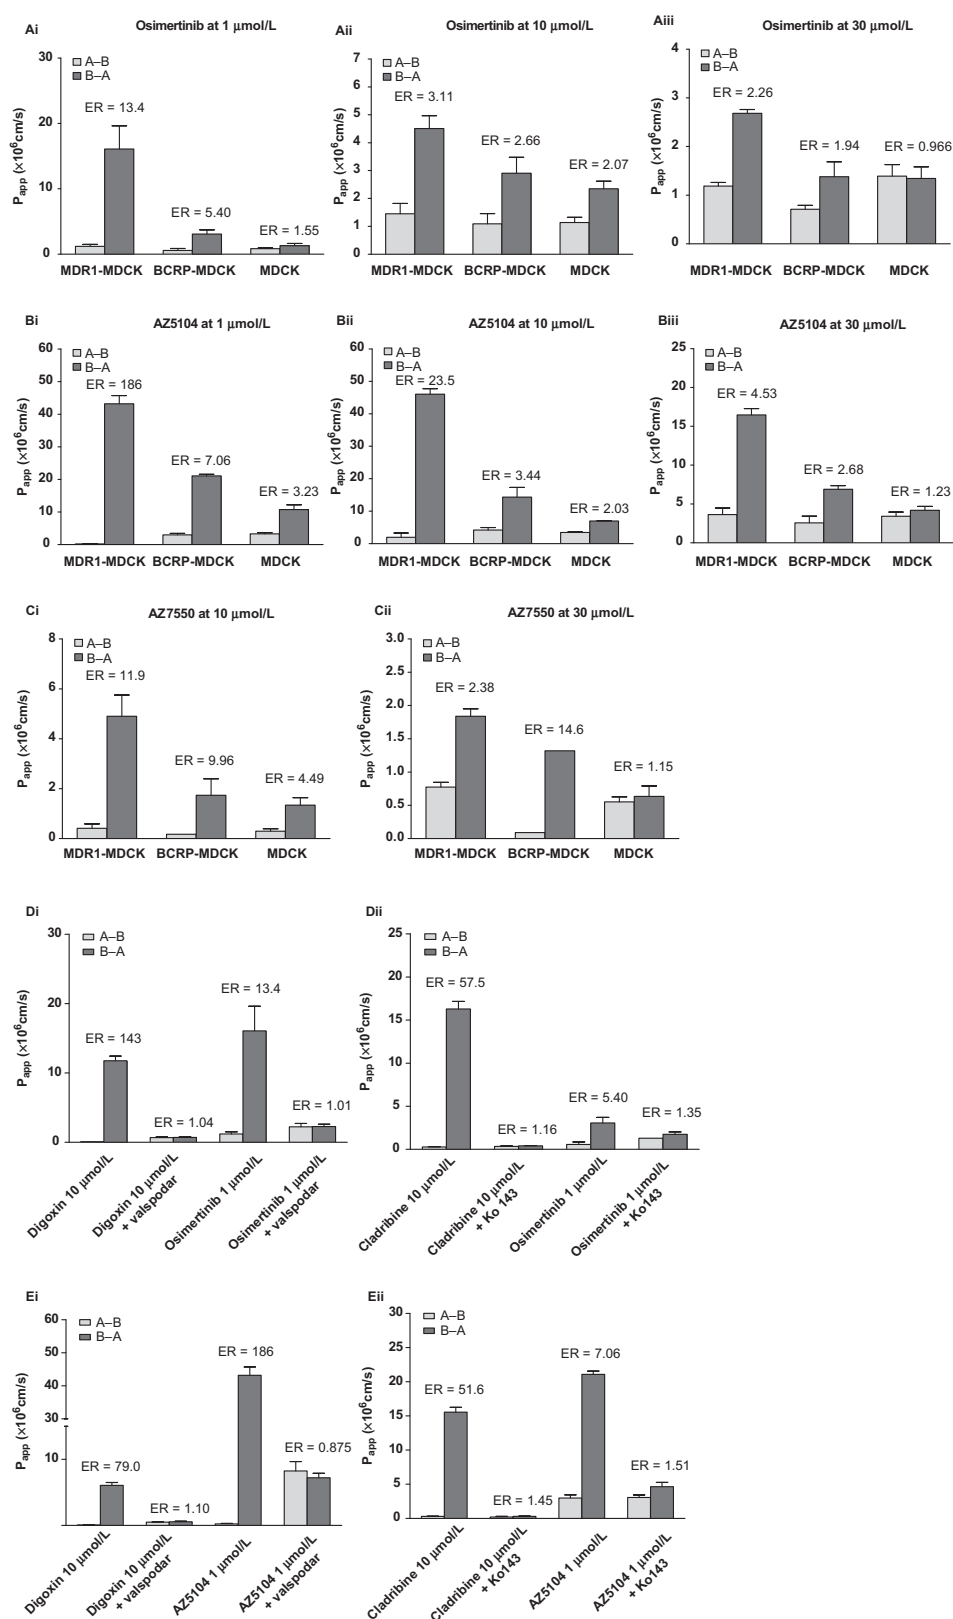 Ai
Osimertinib at 1 μmol/L
30
20
10
0
Papp (×10⁶cm/s)
A–B
B–A
ER = 13.4
ER = 5.40
ER = 1.55
MDR1-MDCK BCRP-MDCK MDCK
Aii
Osimertinib at 10 μmol/L
7
6
5
4
3
2
1
0
Papp (×10⁶cm/s)
A–B
B–A
ER = 3.11
ER = 2.66
ER = 2.07
MDR1-MDCK BCRP-MDCK MDCK
Aiii
Osimertinib at 30 μmol/L
4
3
2
1
0
Papp (×10⁶cm/s)
A–B
B–A
ER = 2.26
ER = 1.94
ER = 0.966
MDR1-MDCK BCRP-MDCK MDCK
Bi
AZ5104 at 1 μmol/L
60
50
40
30
20
10
0
Papp (×10⁶cm/s)
A–B
B–A
ER = 186
ER = 7.06
ER = 3.23
MDR1-MDCK BCRP-MDCK MDCK
Bii
AZ5104 at 10 μmol/L
60
50
40
30
20
10
0
Papp (×10⁶cm/s)
A–B
B–A
ER = 23.5
ER = 3.44
ER = 2.03
MDR1-MDCK BCRP-MDCK MDCK
Biii
AZ5104 at 30 μmol/L
25
20
15
10
5
0
Papp (×10⁶cm/s)
A–B
B–A
ER = 4.53
ER = 2.68
ER = 1.23
MDR1-MDCK BCRP-MDCK MDCK
Ci
AZ7550 at 10 μmol/L
8
6
4
2
0
Papp (×10⁶cm/s)
A–B
B–A
ER = 11.9
ER = 9.96
ER = 4.49
MDR1-MDCK BCRP-MDCK MDCK
Cii
AZ7550 at 30 μmol/L
3.0
2.5
2.0
1.5
1.0
0.5
0.0
Papp (×10⁶cm/s)
A–B
B–A
ER = 2.38
ER = 14.6
ER = 1.15
MDR1-MDCK BCRP-MDCK MDCK
Di
30
20
10
0
Papp (×10⁶cm/s)
A–B
B–A
ER = 143
ER = 1.04
ER = 13.4
ER = 1.01
Digoxin 10 μmol/L
Digoxin 10 μmol/L
+ valspodar
Osimertinib 1 μmol/L
Osimertinib 1 μmol/L
+ valspodar
Dii
25
20
15
10
5
0
Papp (×10⁶cm/s)
A–B
B–A
ER = 57.5
ER = 1.16
ER = 5.40
ER = 1.35
Cladribine 10 μmol/L
Cladribine 10 μmol/L
+ Ko 143
Osimertinib 1 μmol/L
Osimertinib 1 μmol/L
+ Ko143
Ei
60
50
40
30
10
Papp (×10⁶cm/s)
A–B
B–A
ER = 79.0
ER = 1.10
ER = 186
ER = 0.875
Digoxin 10 μmol/L
Digoxin 10 μmol/L
+ valspodar
AZ5104 1 μmol/L
AZ5104 1 μmol/L
+ valspodar
Eii
30
25
20
15
10
5
0
Papp (×10⁶cm/s)
A–B
B–A
ER = 51.6
ER = 1.45
ER = 7.06
ER = 1.51
Cladribine 10 μmol/L
Cladribine 10 μmol/L
+ Ko143
AZ5104 1 μmol/L
AZ5104 1 μmol/L
+ Ko143